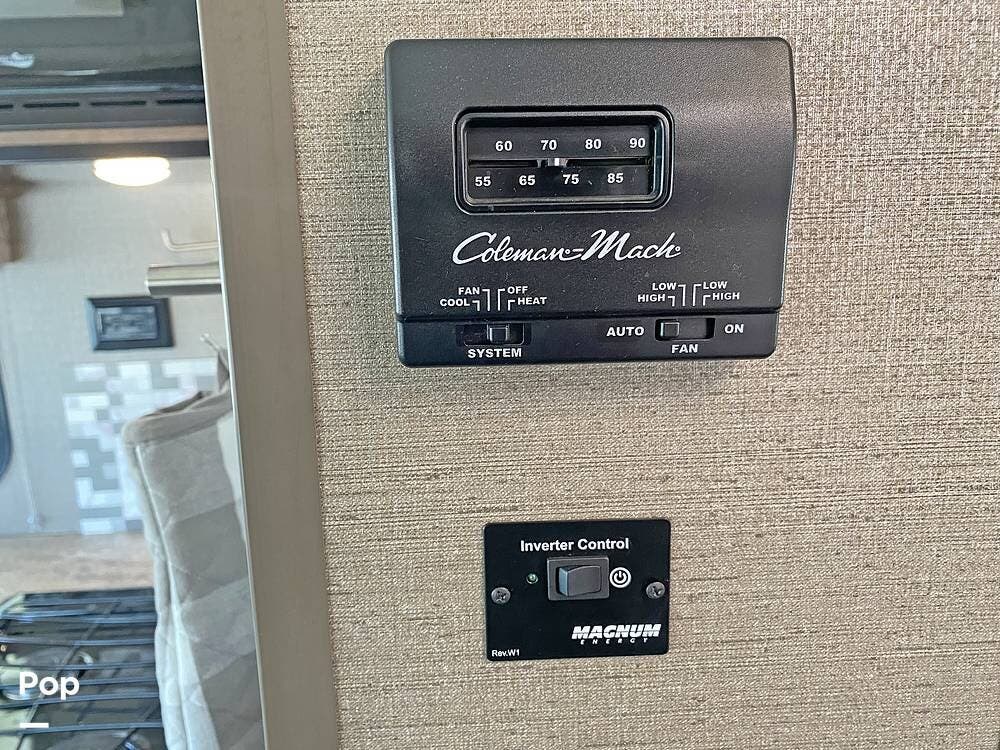 60 70 80 90
55 65 75 85
Coleman-Mach
FAN OFF
COOL HEAT
LOW LOW
HIGH HIGH
AUTO ON
SYSTEM FAN
Inverter Control
MAGNUM
ENERGY
Rev.W1
Pop